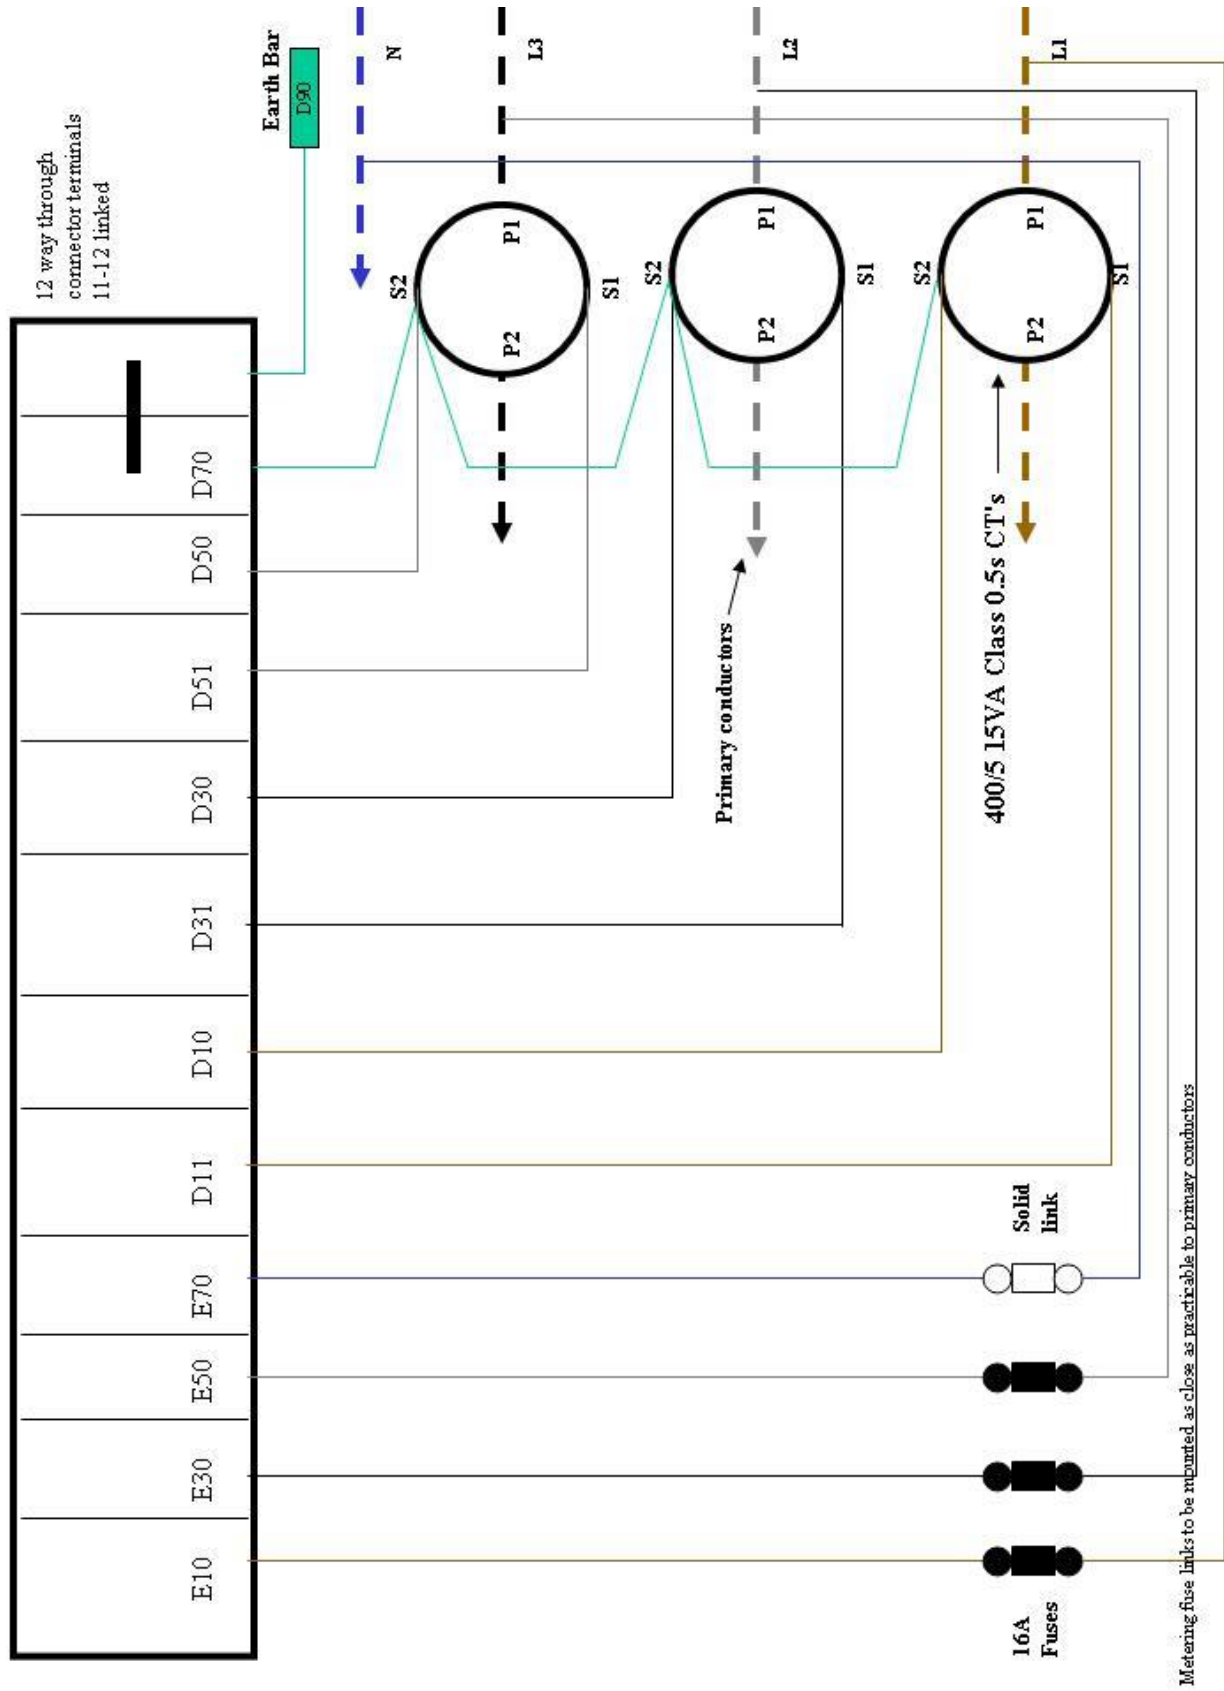 12 way through
connector terminals
11-12 linked
E10
E30
E50
E70
D11
D10
D31
D30
D51
D50
D70
Earth Bar
D90
N
S2
P2
P1
L3
S1
S2
Primary conductors
P2
P1
L2
S1
S2
400/5 15VA Class 0.5s CT's
P2
P1
L1
S1
16A
Fuses
Solid
link
Metering fuse links to be mounted as close as practicable to primary conductors